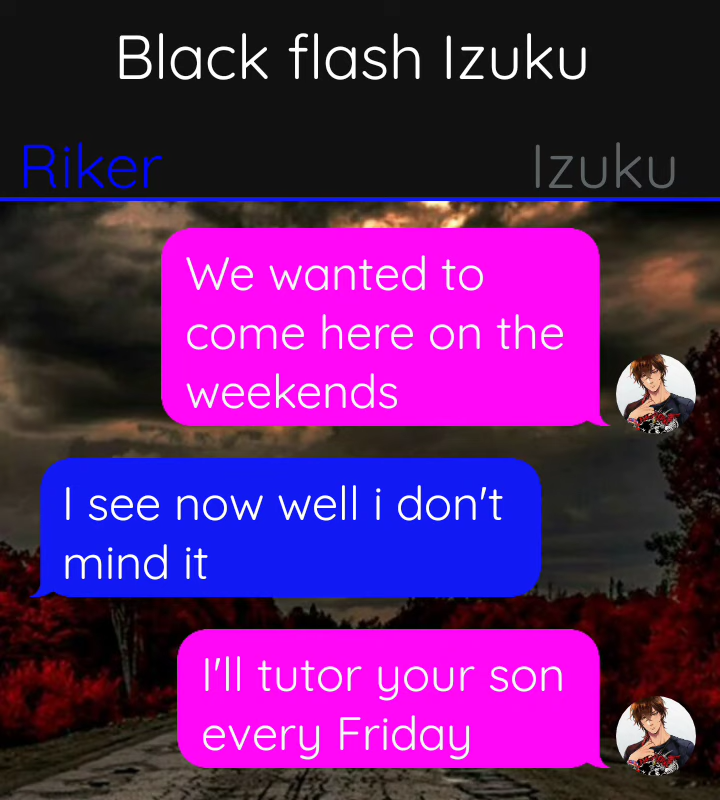 Black flash Izuku
Riker
Izuku
We wanted to
come here on the
weekends
I see now well i don't
mind it
I'll tutor your son
every Friday